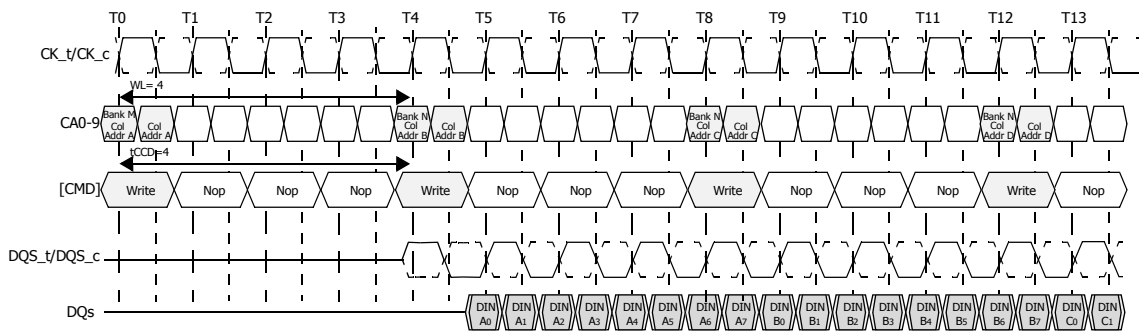 T0 T1 T2 T3 T4 T5 T6 T7 T8 T9 T10 T11 T12 T13
CK_t/CK_c
WL= 4
CA0-9
Bank M
Col
Addr A
Col
Addr A
Bank N
Col
Addr B
Col
Addr B
Bank N
Col
Addr C
Col
Addr C
Bank N
Col
Addr D
Col
Addr D
tCCD=4
[CMD] Write Nop Nop Nop Write Nop Nop Nop Write Nop Nop Nop Write Nop
DQS_t/DQS_c
DQs
DIN DIN DIN DIN DIN DIN DIN DIN DIN DIN DIN DIN DIN DIN DIN DIN DIN DIN
A0 A1 A2 A3 A4 A5 A6 A7 B0 B1 B2 B3 B4 B5 B6 B7 C0 C1